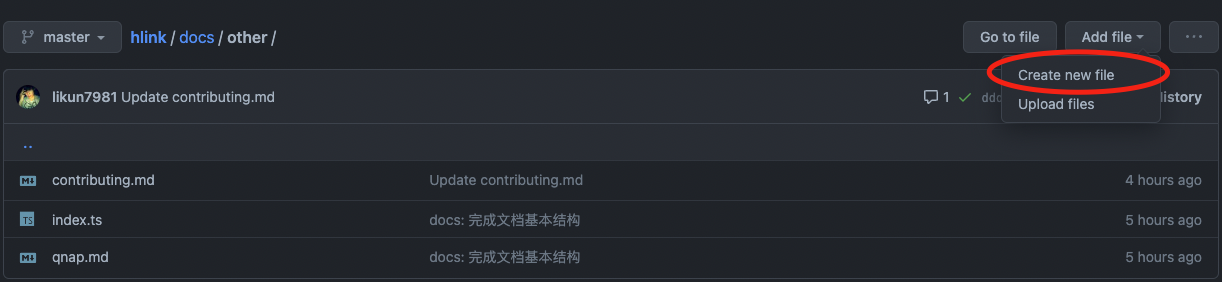 master hlink / docs / other / Go to file Add file ...
Create new file
likun7981 Update contributing.md 1 istory
Upload files
..
contributing.md Update contributing.md 4 hours ago
index.ts docs: 完成文档基本结构 5 hours ago
qnap.md docs: 完成文档基本结构 5 hours ago